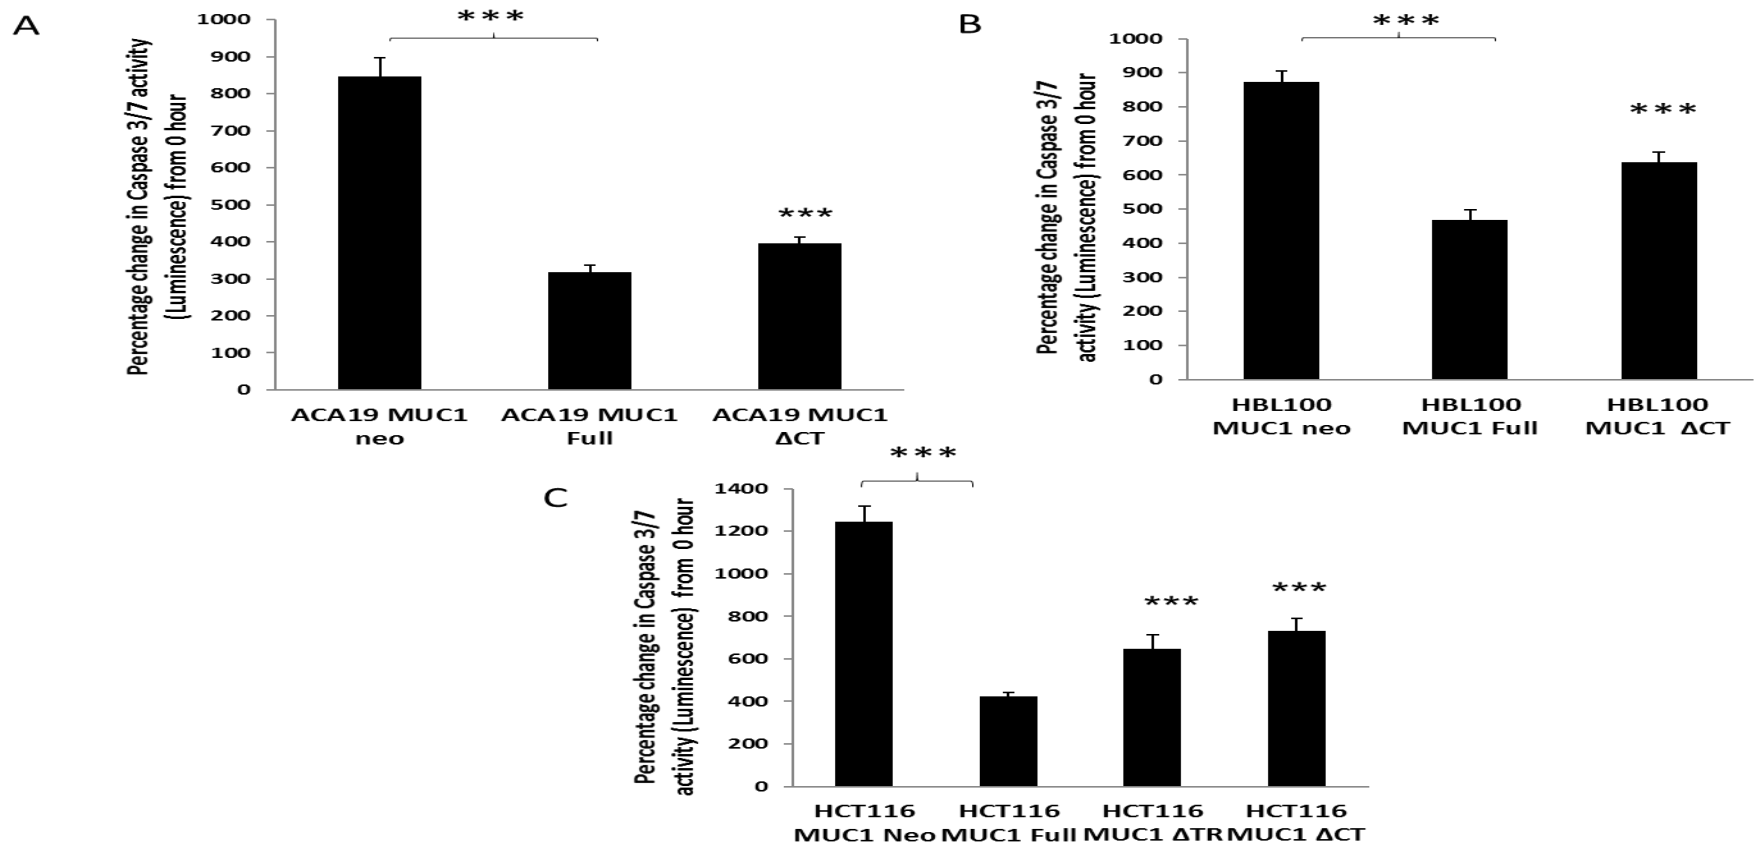 A
***
Percentage change in Caspase 3/7 activity
(Luminescence) from 0 hour
1000
900
800
700
600
500
400
300
200
100
0
***
ACA19 MUC1
neo
ACA19 MUC1
Full
ACA19 MUC1
ΔCT
B
***
Percentage change in Caspase 3/7
activity (Luminescence) from 0 hour
1000
900
800
700
600
500
400
300
200
100
0
***
HBL100
MUC1 neo
HBL100
MUC1 Full
HBL100
MUC1 ΔCT
C
***
Percentage change in Caspase 3/7
activity (Luminescence) from 0 hour
1400
1200
1000
800
600
400
200
0
***
***
HCT116
MUC1 Neo
HCT116
MUC1 Full
HCT116
MUC1 ΔTR
HCT116
MUC1 ΔCT